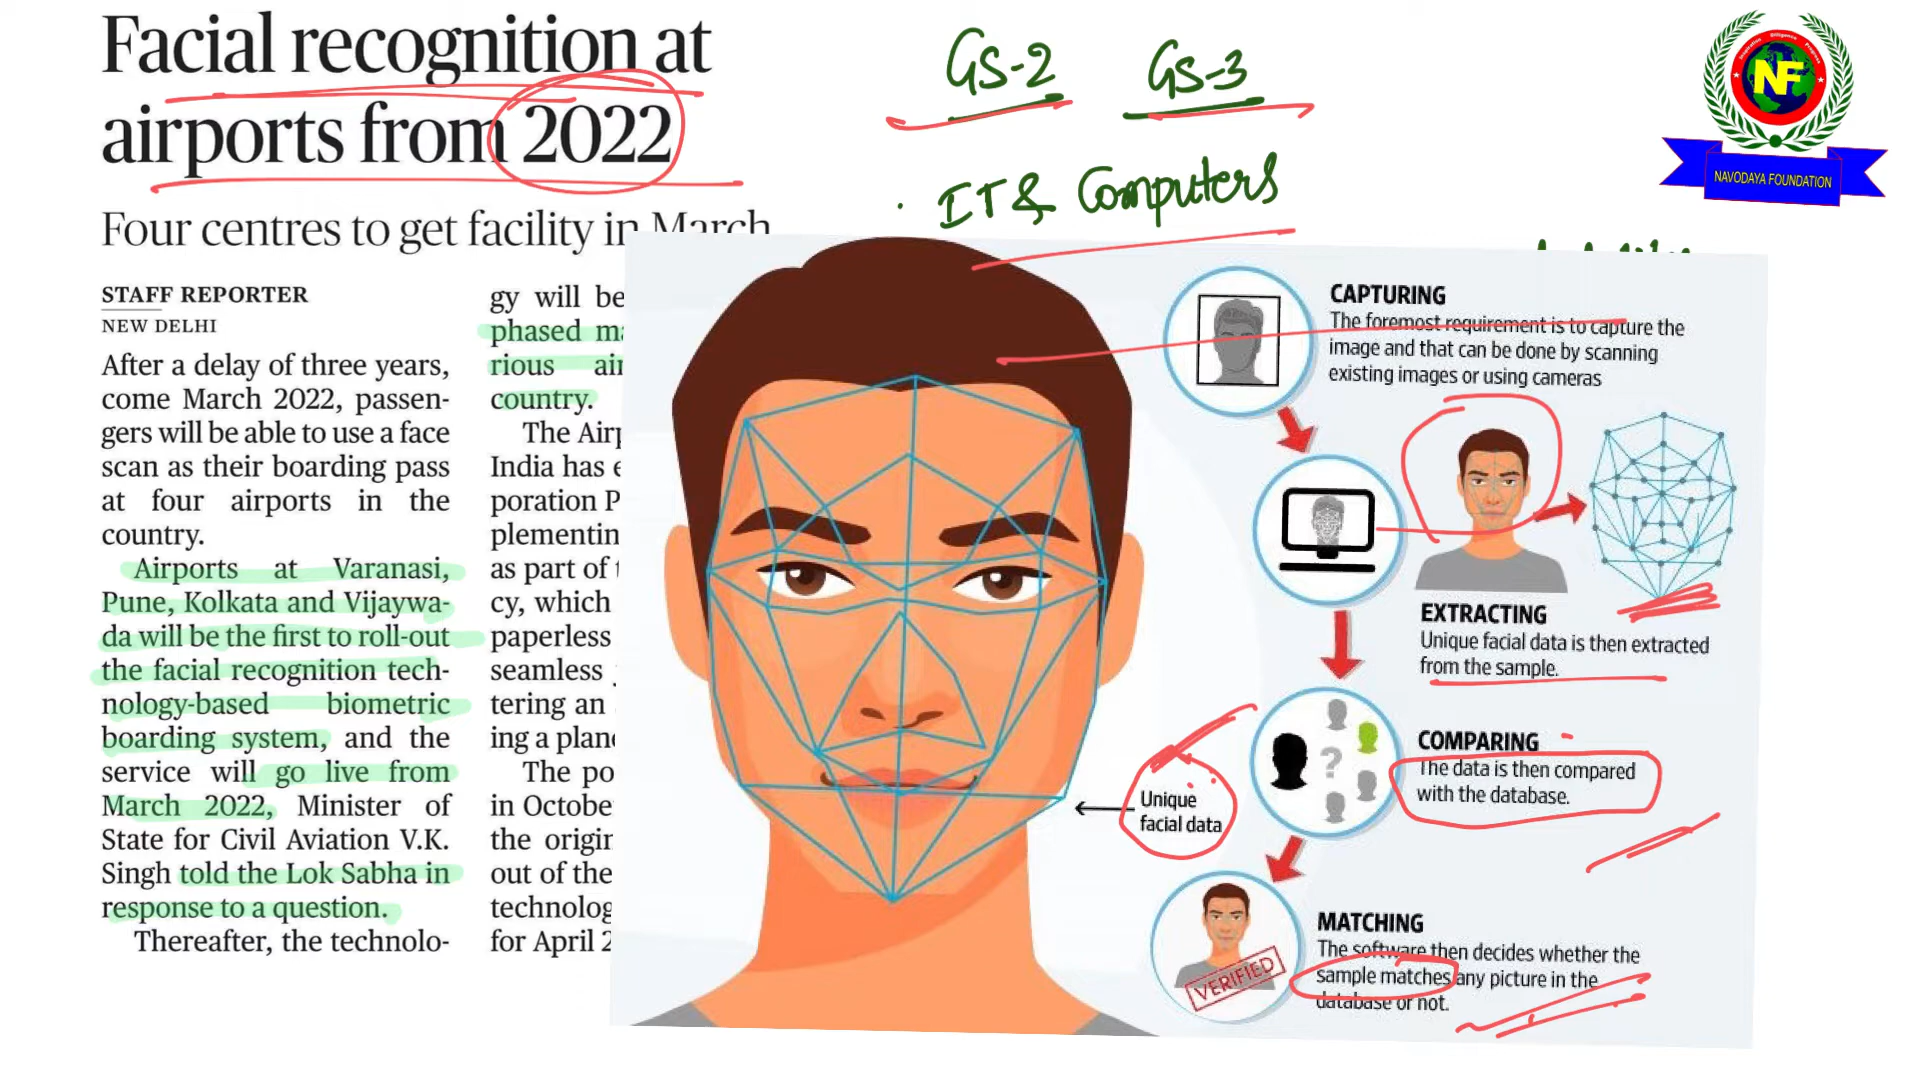 Facial recognition at
airports from 2022
Four centres to get facility in March
STAFF REPORTER
NEW DELHI
After a delay of three years,
come March 2022, passen-
gers will be able to use a face
scan as their boarding pass
at four airports in the
country.
Airports at Varanasi,
Pune, Kolkata and Vijaywa-
da will be the first to roll-out
the facial recognition tech-
nology-based biometric
boarding system, and the
service will go live from
March 2022, Minister of
State for Civil Aviation V.K.
Singh told the Lok Sabha in
response to a question.
Thereafter, the technolo-
gy will be
phased
rious
country.
The
India has
poration
as part of
cy, which
paperless
seamless
tering an
ing a
The
in
the
out of the
for April
GS-2 GS-3
IT & Computers
NF
NAVODAYA FOUNDATION
CAPTURING
The foremost requirement is to capture the
image and that can be done by scanning
existing images or using cameras
EXTRACTING
Unique facial data is then extracted
from the sample.
COMPARING
The data is then compared
with the database.
Unique
facial data
MATCHING
The software then decides whether the
sample matches any picture in the
database or not.
VERIFIED